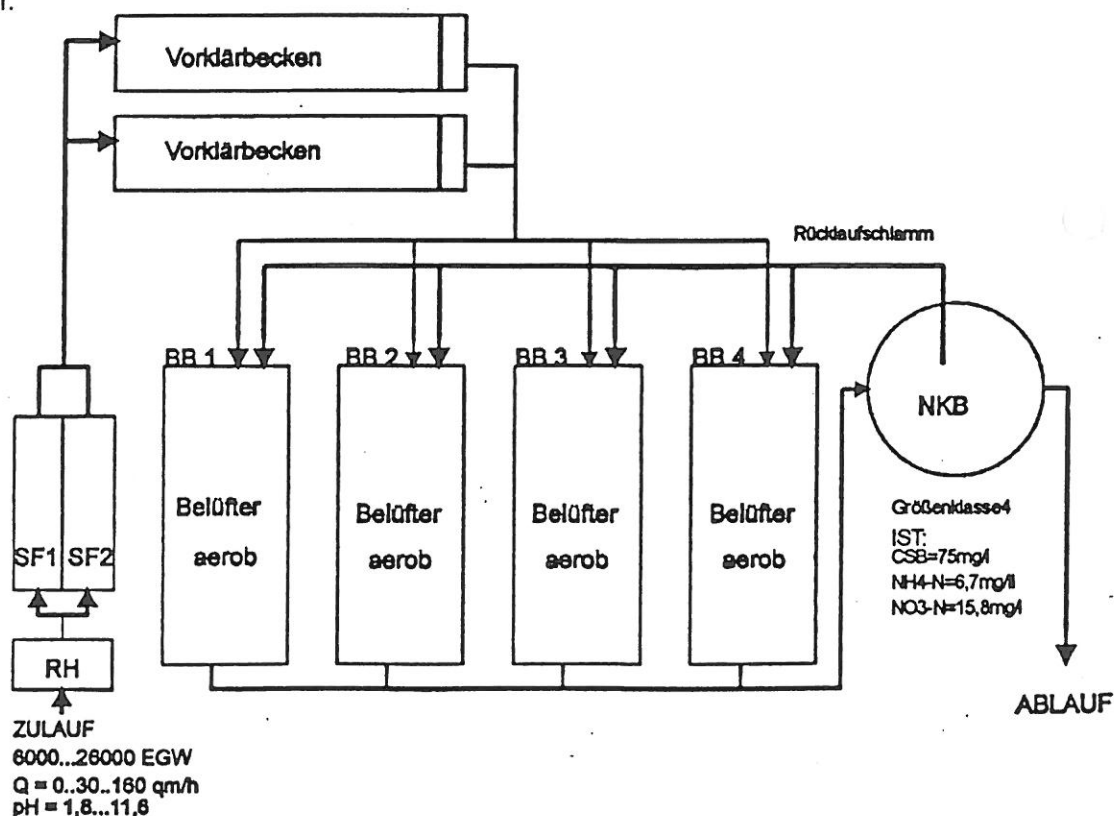 r.
Vorklärbecken
Vorklärbecken
Rücklaufschlamm
BB 1
BB 2
BB 3
BB 4
NKB
Belüfter
aerob
Belüfter
aerob
Belüfter
aerob
Belüfter
aerob
Größenklasse4
IST:
CSB=75mg/l
NH4-N=6,7mg/ll
NO3-N=15,8mg/l
SF1 SF2
RH
ABLAUF
ZULAUF
6000...26000 EGW
Q = 0..30..160 qm/h
pH = 1,8...11,6